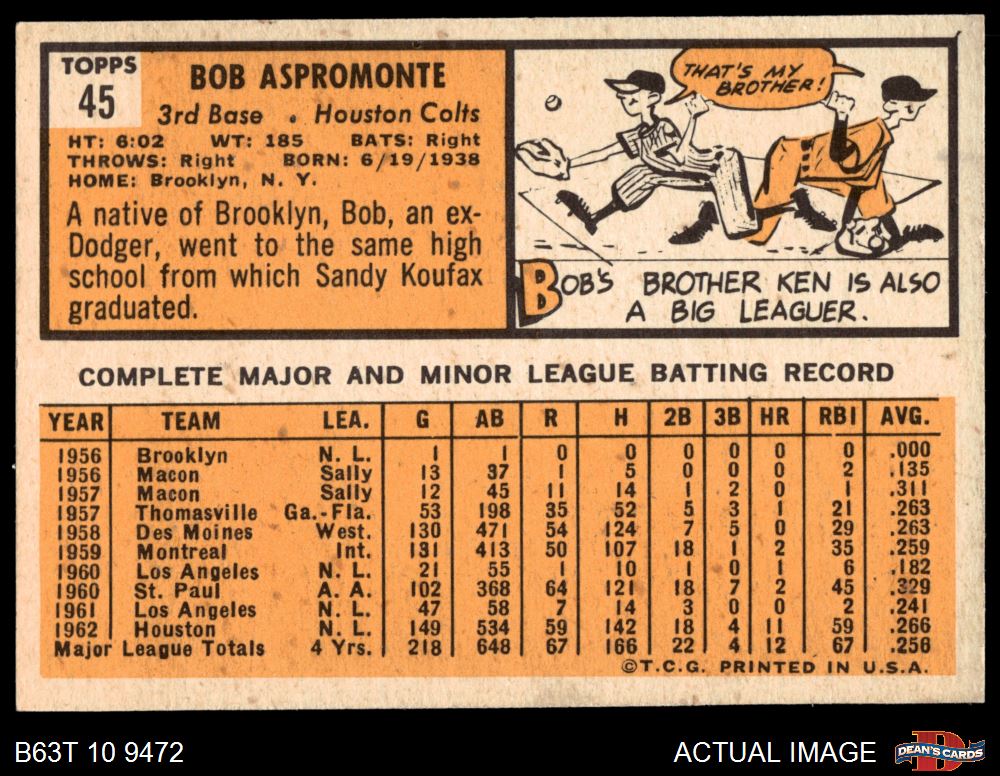 TOPPS
45
BOB ASPROMONTE
3rd Base • Houston Colts
HT: 6:02 WT: 185 BATS: Right
THROWS: Right BORN: 6/19/1938
HOME: Brooklyn, N. Y.
A native of Brooklyn, Bob, an ex-
Dodger, went to the same high
school from which Sandy Koufax
graduated.
THAT'S MY
BROTHER!
BOB'S BROTHER KEN IS ALSO
A BIG LEAGUER.
COMPLETE MAJOR AND MINOR LEAGUE BATTING RECORD
YEAR TEAM LEA. G AB R H 2B 3B HR RBI AVG.
1956 Brooklyn N. L. 1 1 0 0 0 0 0 0 .000
1956 Macon Sally 13 37 1 5 0 0 0 2 .135
1957 Macon Sally 12 45 11 14 1 2 0 1 .311
1957 Thomasville Ga.-Fla. 53 198 35 52 5 3 1 21 .263
1958 Des Moines West. 130 471 54 124 7 5 0 29 .263
1959 Montreal Int. 131 413 50 107 18 1 2 35 .259
1960 Los Angeles N. L. 21 55 1 10 1 0 1 6 .182
1960 St. Paul A. A. 102 368 64 121 18 7 2 45 .329
1961 Los Angeles N. L. 47 58 7 14 3 0 0 2 .241
1962 Houston N. L. 149 534 59 142 18 4 11 59 .266
Major League Totals 4 Yrs. 218 648 67 166 22 4 12 67 .256
©T.C.G. PRINTED IN U.S.A.
B63T 10 9472
ACTUAL IMAGE
DEAN'S CARDS